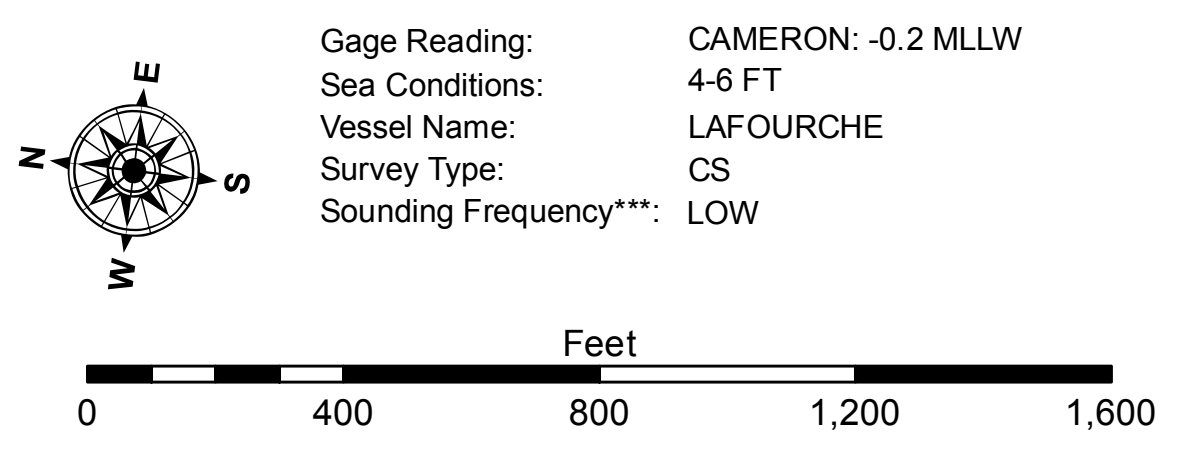 E
N
S
W
Gage Reading: CAMERON: -0.2 MLLW
Sea Conditions: 4-6 FT
Vessel Name: LAFOURCHE
Survey Type: CS
Sounding Frequency***: LOW
Feet
0 400 800 1,200 1,600